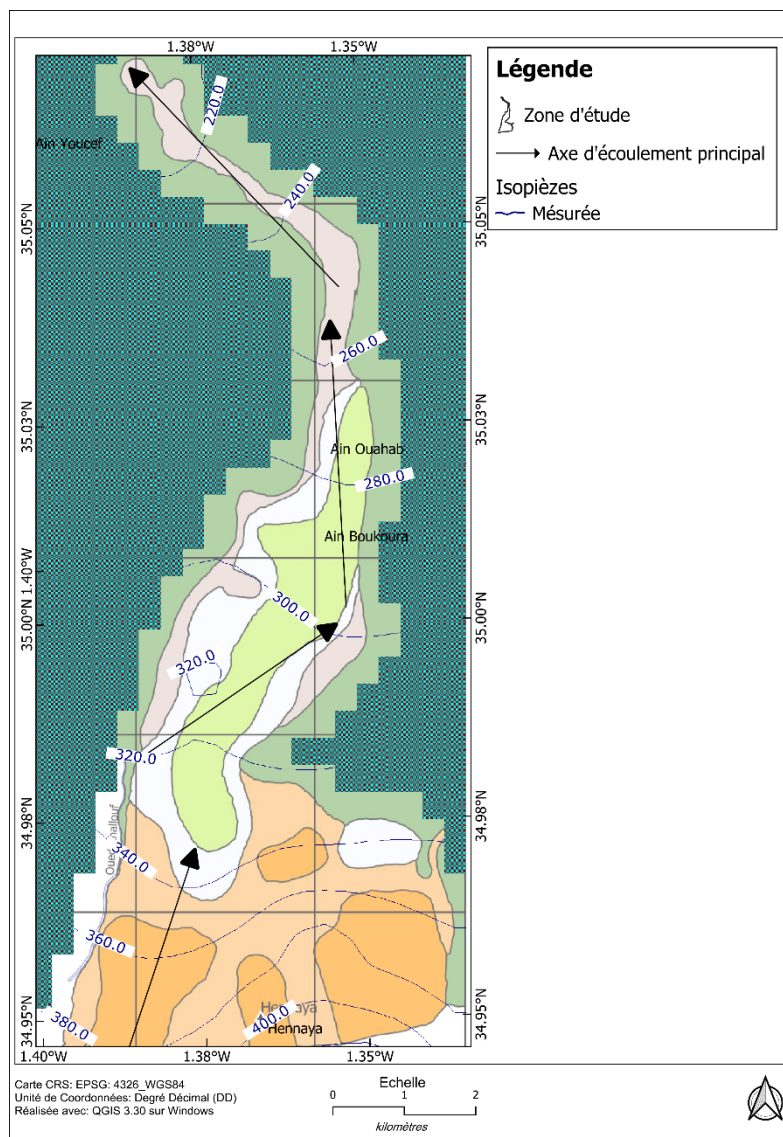 1.38°W 1.35°W
Légende
Zone d'étude
Axe d'écoulement principal
Isopièzes
Mésurée
220.0
Ain Youcef
240.0
35.05°N 35.05°N
260.0
35.03°N 35.03°N
Ain Ouahab
280.0
Ain Boukoura
1.40°W
300.0
35.00°N 35.00°N
320.0
320.0
34.98°N 34.98°N
340.0
360.0
Hennaya
380.0 400.0 Hennaya
34.95°N 34.95°N
1.40°W 1.38°W 1.35°W
Carte CRS: EPSG: 4326_WGS84
Unité de Coordonnées: Degré Décimal (DD)
Réalisée avec: QGIS 3.30 sur Windows
Echelle
0 1 2
kilomètres